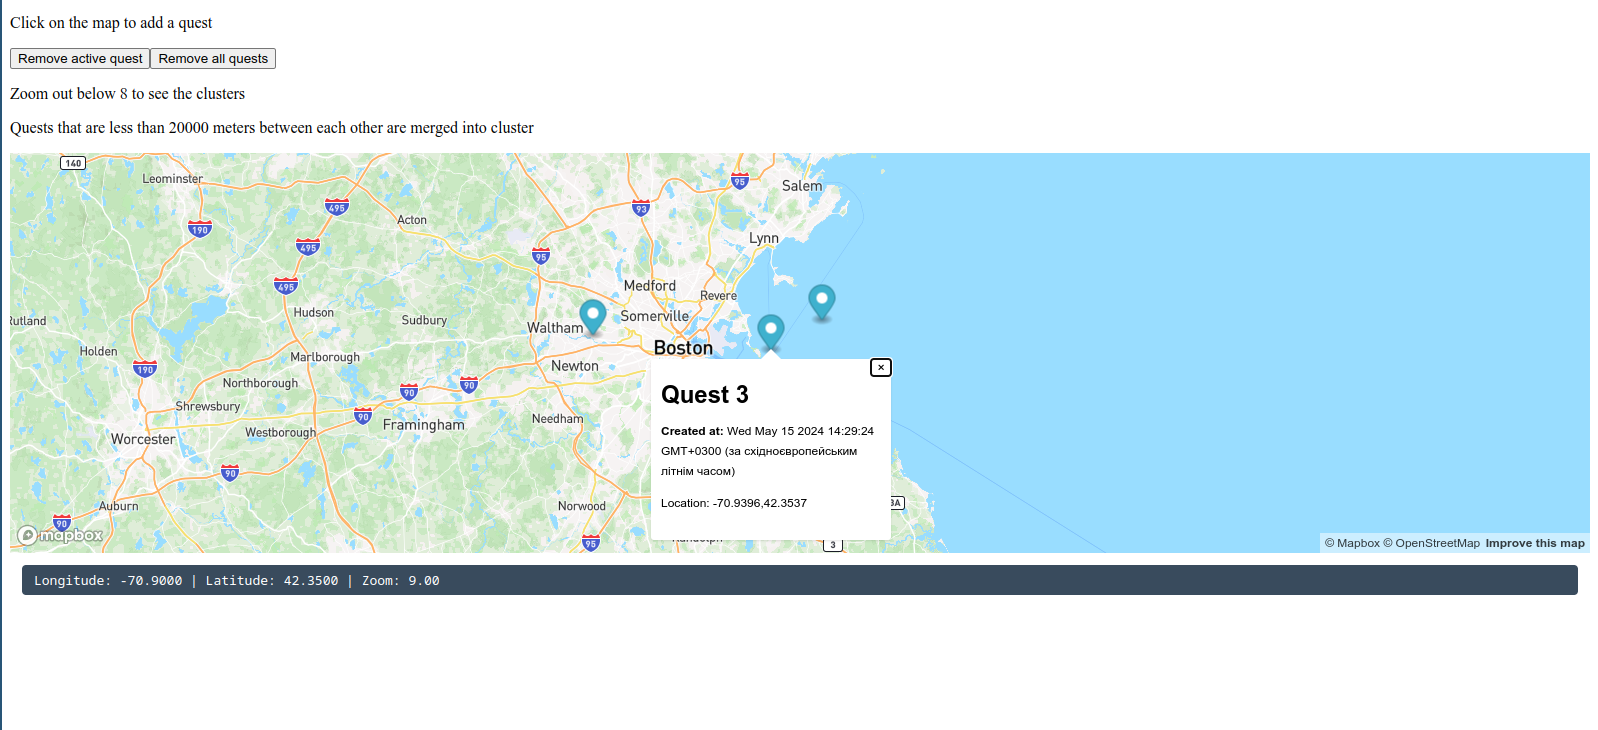 Click on the map to add a quest
Remove active quest Remove all quests
Zoom out below 8 to see the clusters
Quests that are less than 20000 meters between each other are merged into cluster
140
Leominster
95
Salem
495
93
190
Acton
495
Lynn
95
495
Medford
Revere
Hudson
Sudbury
Somerville
Waltham
Boston
Holden
Marlborough
190
Newton
Northborough
90
90
Shrewsbury
90
Needham
Westborough
Framingham
Worcester
90
Auburn
Norwood
90
95
3
×
Quest 3
Created at: Wed May 15 2024 14:29:24
GMT+0300 (за східноєвропейським
літнім часом)
Location: -70.9396,42.3537
mapbox
© Mapbox © OpenStreetMap Improve this map
Longitude: -70.9000 | Latitude: 42.3500 | Zoom: 9.00